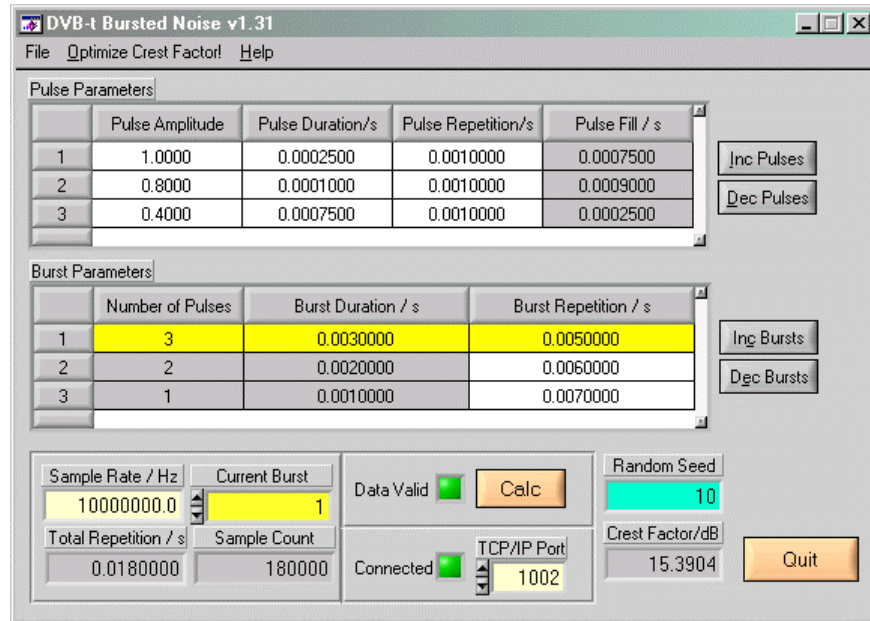 DVB-t Bursted Noise v1.31
File Optimize Crest Factor! Help
Pulse Parameters
Pulse Amplitude Pulse Duration/s Pulse Repetition/s Pulse Fill / s
1 1.0000 0.0002500 0.0010000 0.0007500
2 0.8000 0.0001000 0.0010000 0.0009000
3 0.4000 0.0007500 0.0010000 0.0002500
Inc Pulses
Dec Pulses
Burst Parameters
Number of Pulses Burst Duration / s Burst Repetition / s
1 3 0.0030000 0.0050000
2 2 0.0020000 0.0060000
3 1 0.0010000 0.0070000
Inc Bursts
Dec Bursts
Sample Rate / Hz Current Burst
10000000.0 1
Total Repetition / s Sample Count
0.0180000 180000
Data Valid Calc
Connected TCP/IP Port
1002
Random Seed
10
Crest Factor/dB
15.3904
Quit